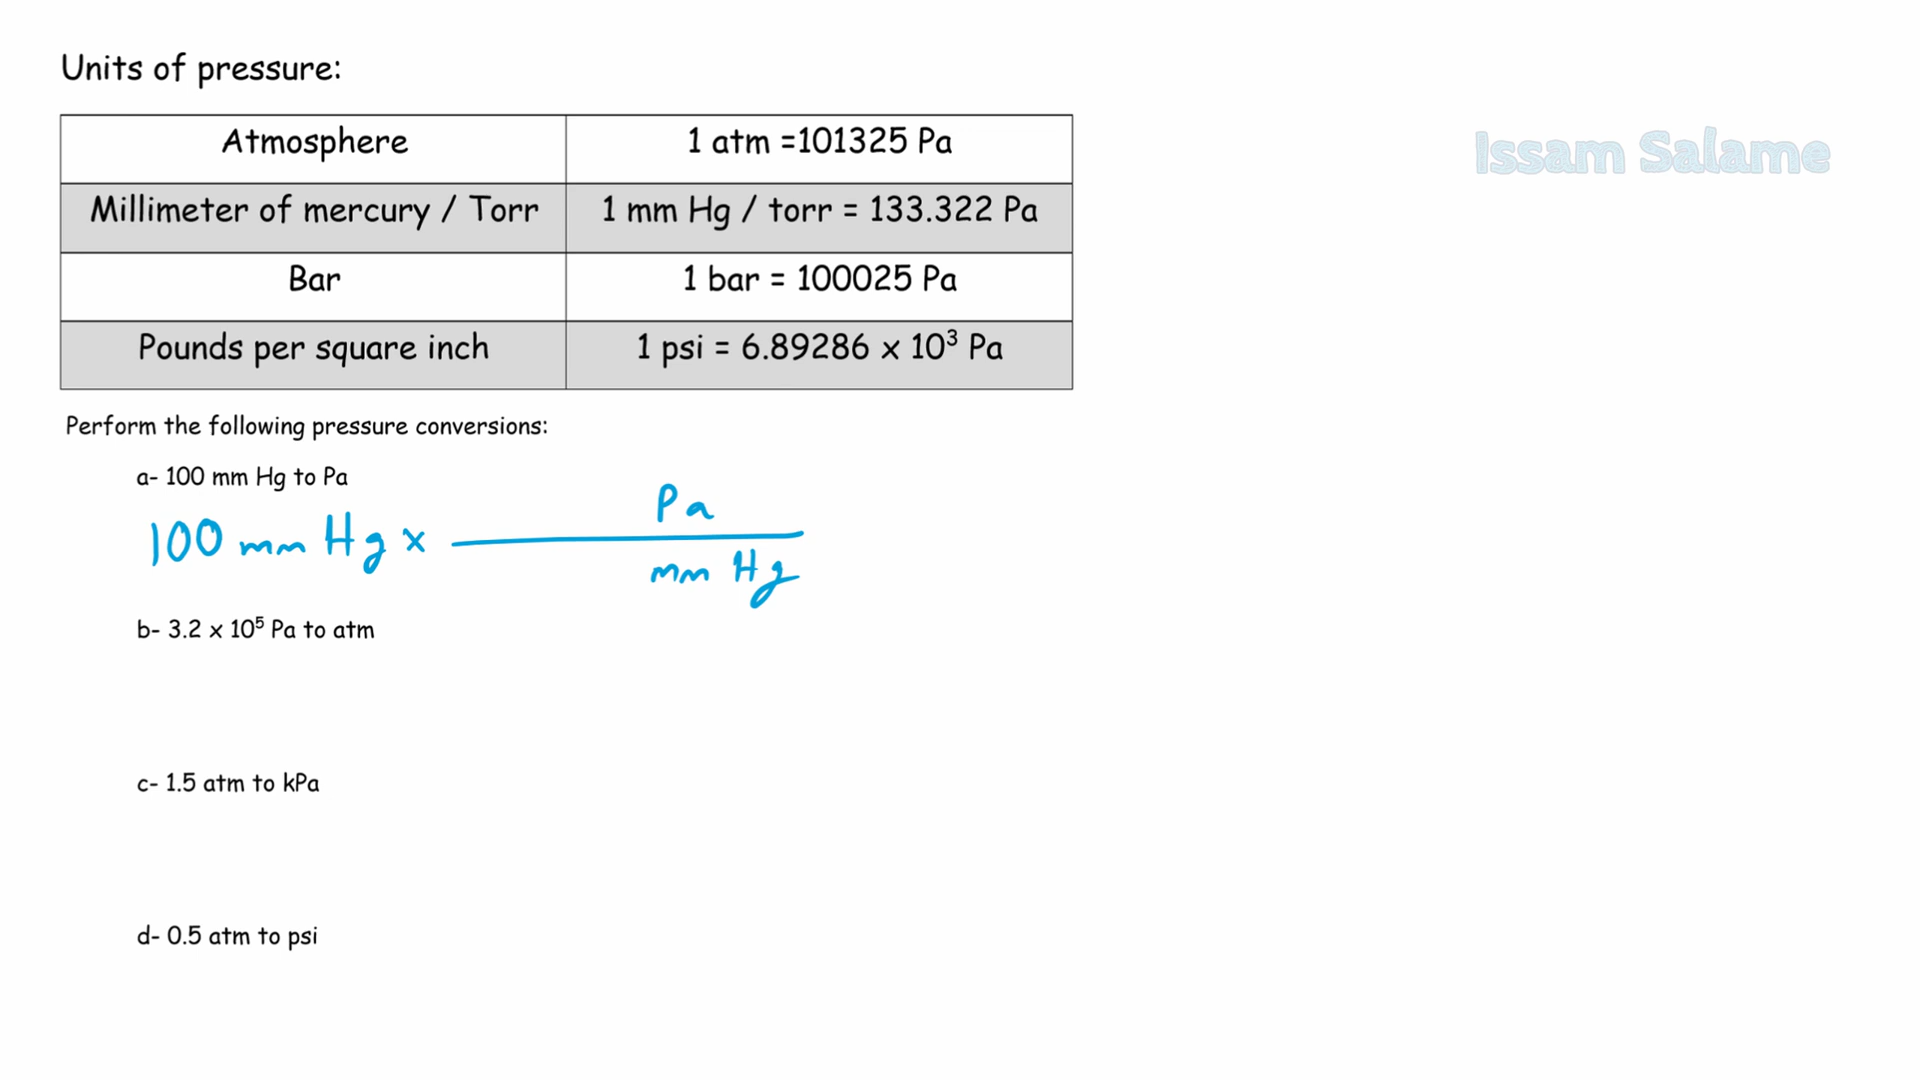 Units of pressure:
Issam Salame
Atmosphere 1 atm =101325 Pa
Millimeter of mercury / Torr 1 mm Hg / torr = 133.322 Pa
Bar 1 bar = 100025 Pa
Pounds per square inch 1 psi = 6.89286 x 10³ Pa
Perform the following pressure conversions:
a- 100 mm Hg to Pa
Pa
100 mm Hg x
mm Hg
b- 3.2 x 10⁵ Pa to atm
c- 1.5 atm to kPa
d- 0.5 atm to psi